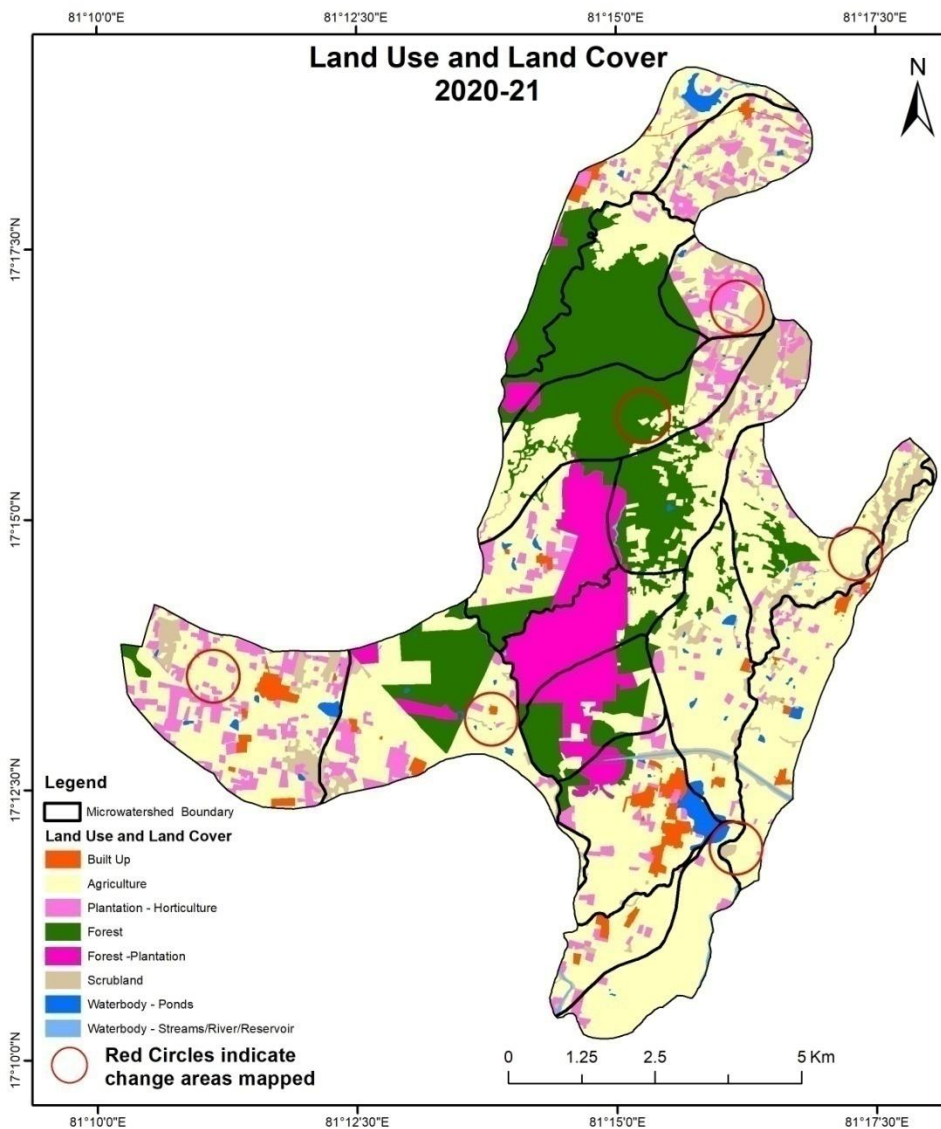 81°10'0"E 81°12'30"E 81°15'0"E 81°17'30"E
Land Use and Land Cover
2020-21
N
17°17'30"N
17°15'0"N
17°12'30"N
17°10'0"N
Legend
Microwatershed Boundary
Land Use and Land Cover
Built Up
Agriculture
Plantation - Horticulture
Forest
Forest -Plantation
Scrubland
Waterbody - Ponds
Waterbody - Streams/River/Reservoir
Red Circles indicate
change areas mapped
0 1.25 2.5 5 Km
81°10'0"E 81°12'30"E 81°15'0"E 81°17'30"E